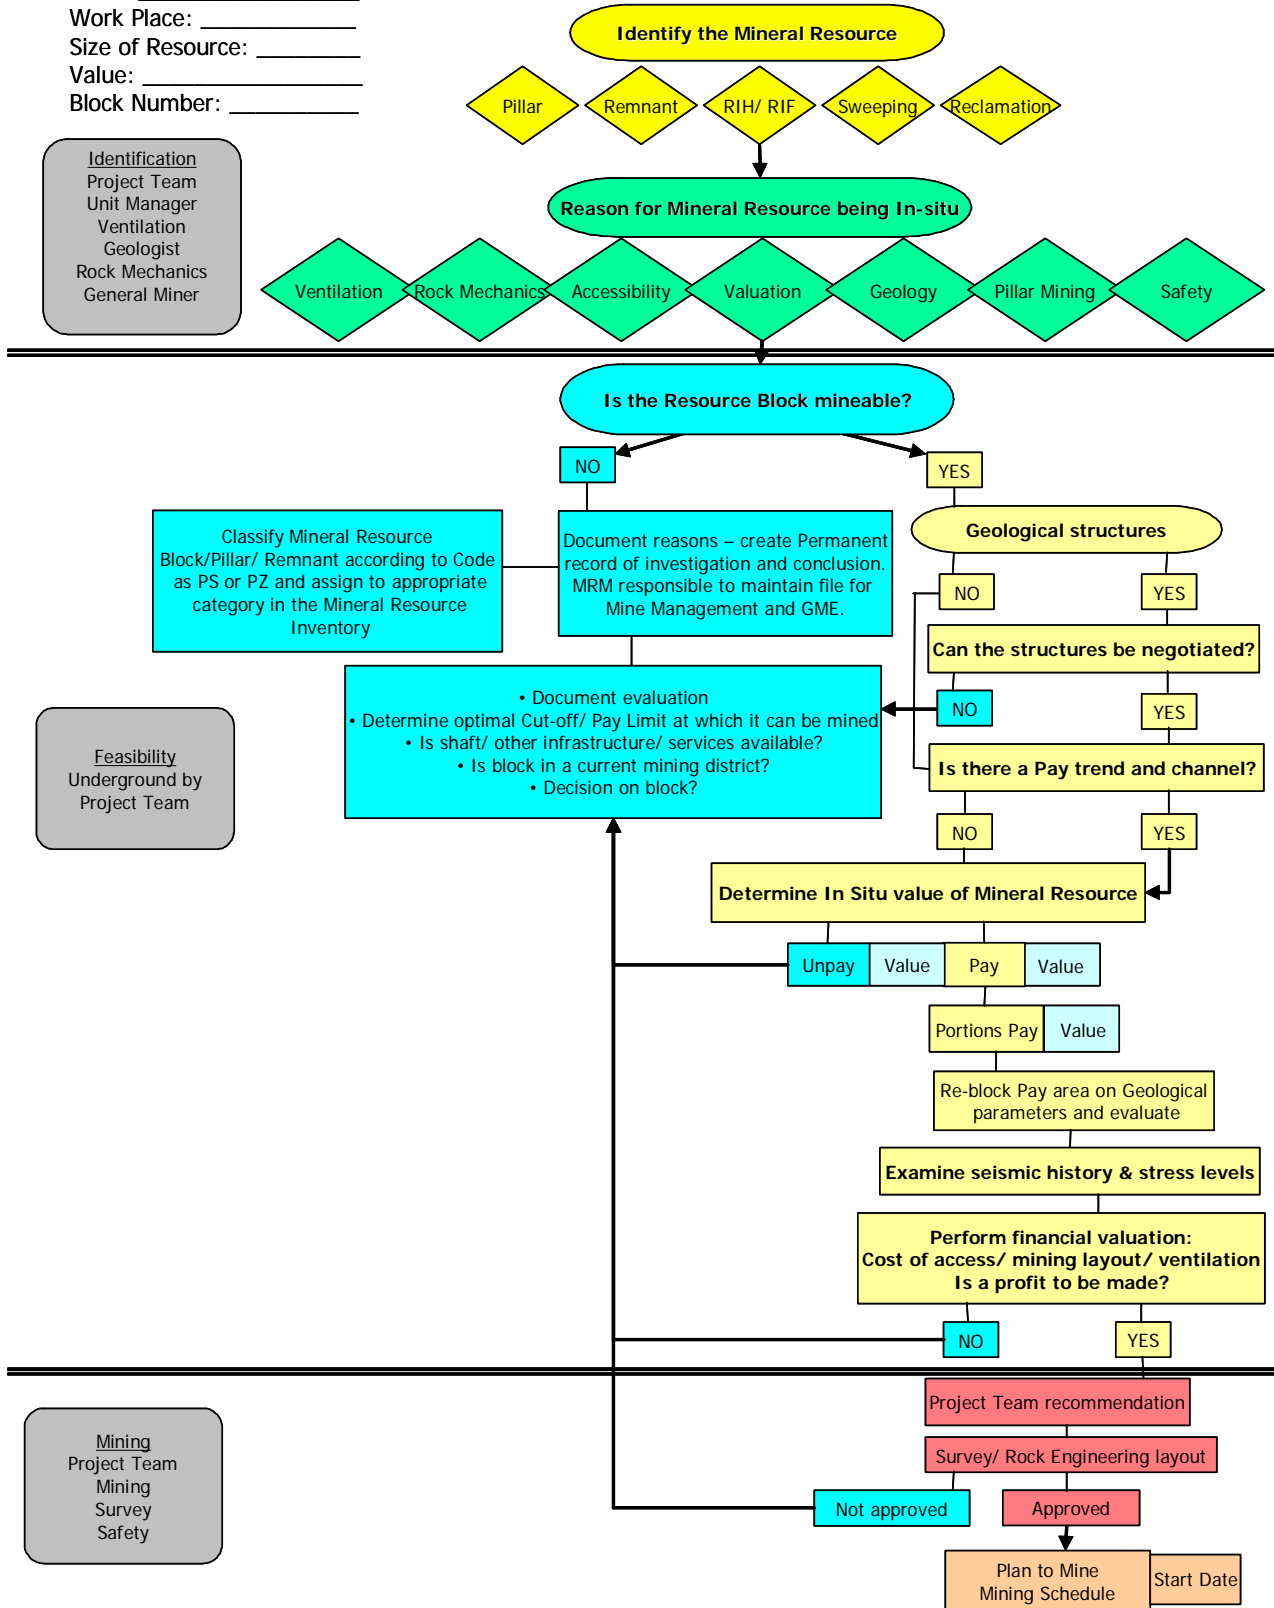 Work Place: ____________
Size of Resource: ________
Value: _________________
Block Number: __________
Identify the Mineral Resource
Pillar
Remnant
RIH/ RIF
Sweeping
Reclamation
Identification
Project Team
Unit Manager
Ventilation
Geologist
Rock Mechanics
General Miner
Reason for Mineral Resource being In-situ
Ventilation
Rock Mechanics
Accessibility
Valuation
Geology
Pillar Mining
Safety
Is the Resource Block mineable?
NO
YES
Classify Mineral Resource
Block/Pillar/ Remnant according to Code
as PS or PZ and assign to appropriate
category in the Mineral Resource
Inventory
Document reasons – create Permanent
record of investigation and conclusion.
MRM responsible to maintain file for
Mine Management and GME.
Geological structures
NO
YES
Can the structures be negotiated?
NO
YES
• Document evaluation
• Determine optimal Cut-off/ Pay Limit at which it can be mined
• Is shaft/ other infrastructure/ services available?
• Is block in a current mining district?
• Decision on block?
Feasibility
Underground by
Project Team
Is there a Pay trend and channel?
NO
YES
Determine In Situ value of Mineral Resource
Unpay
Value
Pay
Value
Portions Pay
Value
Re-block Pay area on Geological
parameters and evaluate
Examine seismic history & stress levels
Perform financial valuation:
Cost of access/ mining layout/ ventilation
Is a profit to be made?
NO
YES
Mining
Project Team
Mining
Survey
Safety
Project Team recommendation
Survey/ Rock Engineering layout
Not approved
Approved
Plan to Mine
Mining Schedule
Start Date